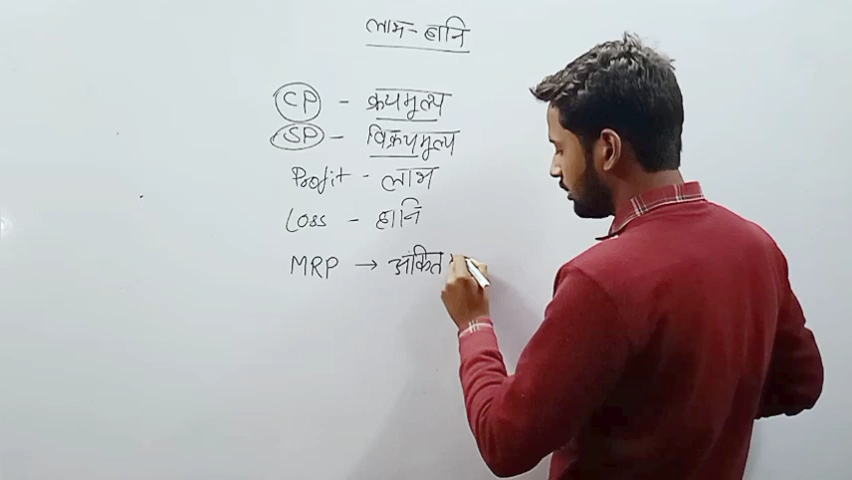 लाभ - हानि
CP - क्रयमूल्य
SP - विक्रयमूल्य
Profit - लाभ
Loss - हानि
MRP → अंकित